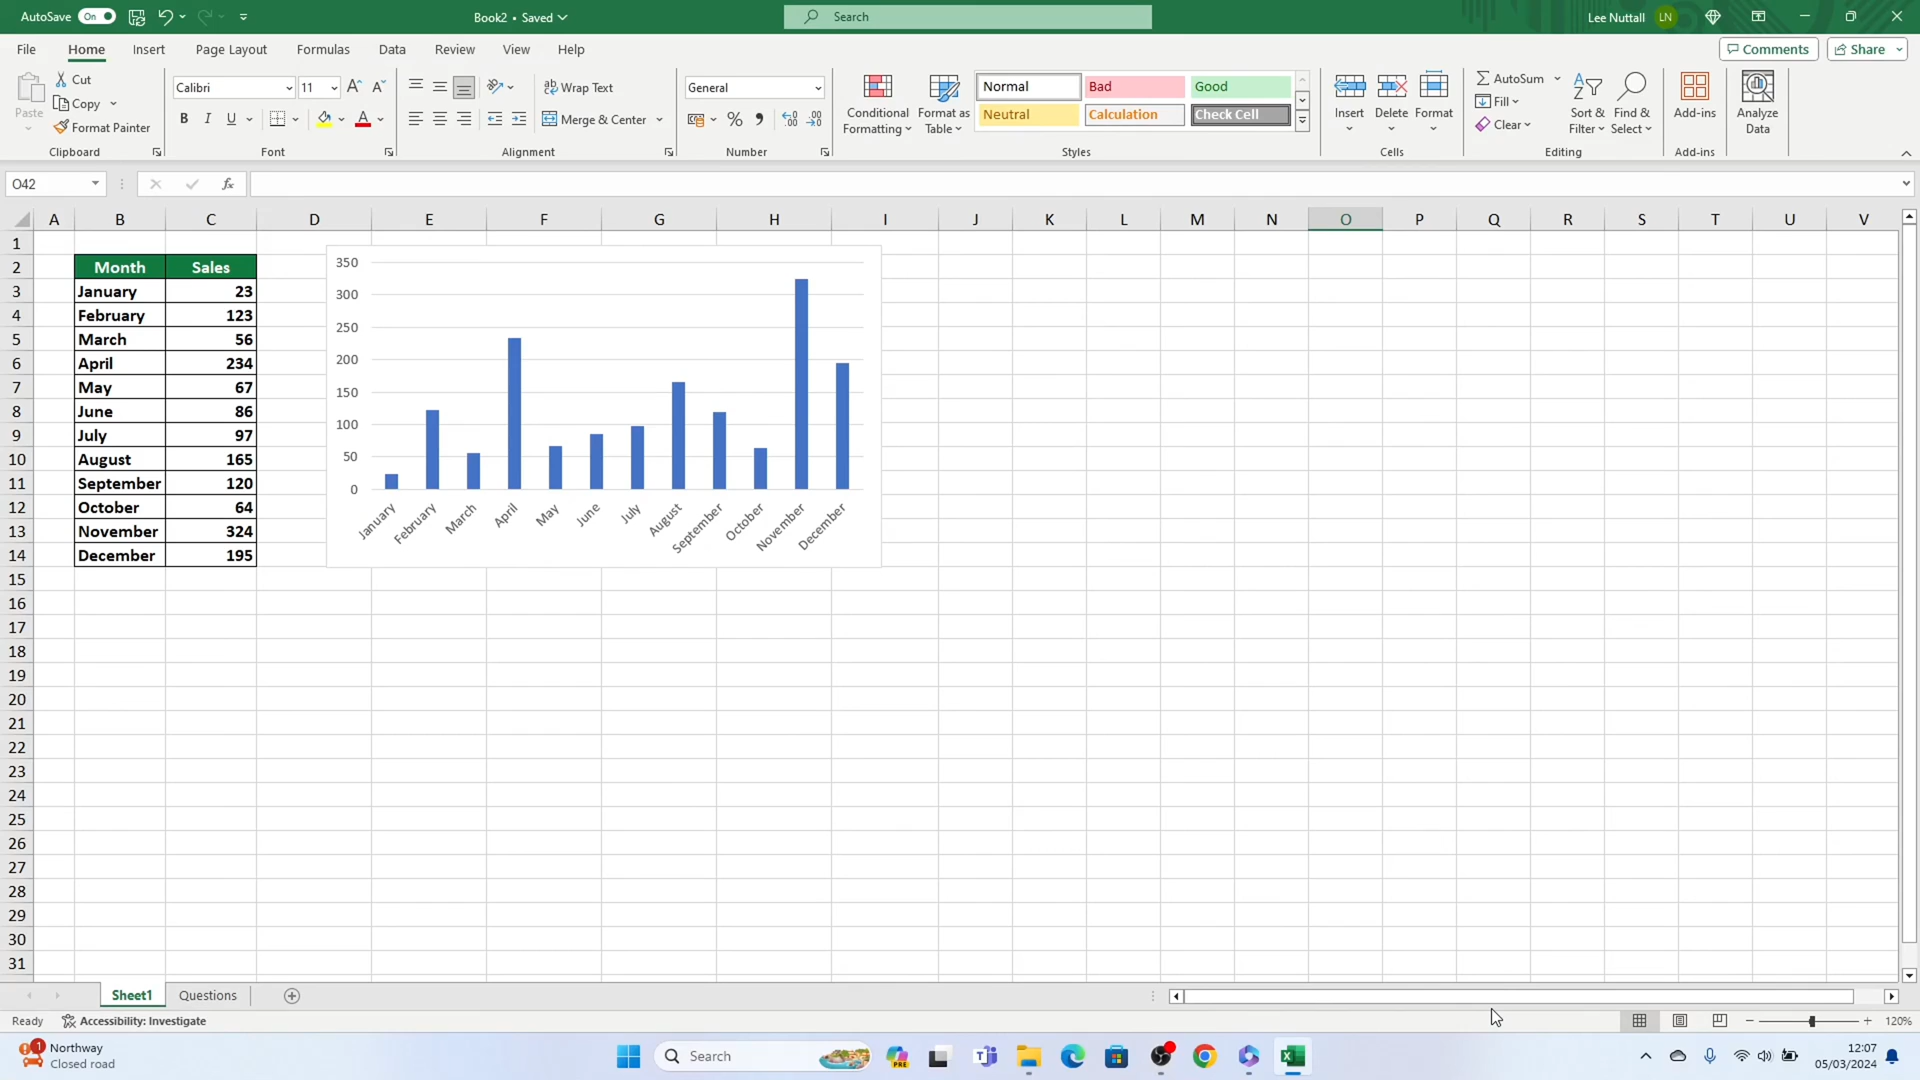 AutoSave On Book2 • Saved Search Lee Nuttall LN
File Home Insert Page Layout Formulas Data Review View Help Comments Share
Paste Cut Copy Format Painter Clipboard
Calibri 11 B I U A Font
Wrap Text Merge & Center Alignment
General % Number
Conditional Formatting Format as Table
Normal Bad Good
Neutral Calculation Check Cell
Styles
Insert Delete Format Cells
AutoSum Fill Clear Sort & Filter Find & Select Editing
Add-ins Add-ins
Analyze Data
O42 fx
A B C D E F G H I J K L M N O P Q R S T U V
1
2 Month Sales
3 January 23
4 February 123
5 March 56
6 April 234
7 May 67
8 June 86
9 July 97
10 August 165
11 September 120
12 October 64
13 November 324
14 December 195
15
16
17
18
19
20
21
22
23
24
25
26
27
28
29
30
31
350
300
250
200
150
100
50
0
January February March April May June July August September October November December
Sheet1 Questions
Ready Accessibility: Investigate 120%
1 Northway
Closed road
Search PRE
12:07
05/03/2024